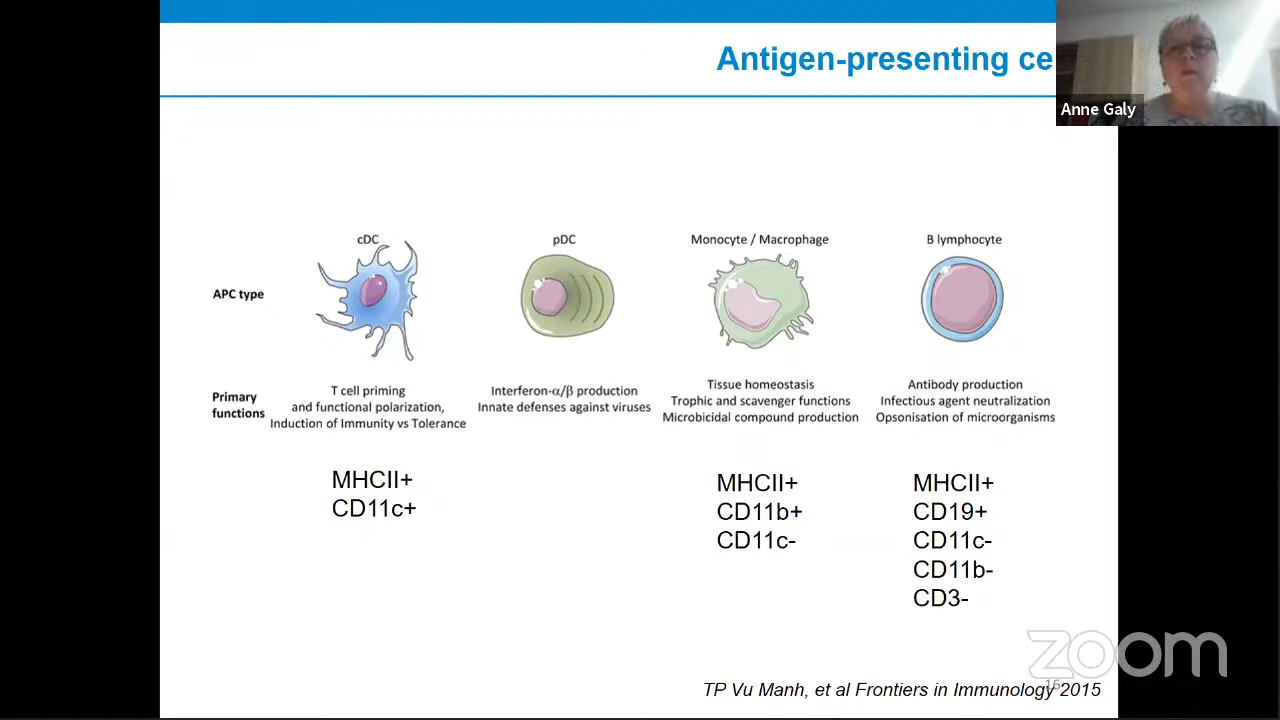 Antigen-presenting ce
Anne Galy
cDC
pDC
Monocyte / Macrophage
B lymphocyte
APC type
Primary
functions
T cell priming
and functional polarization,
Induction of Immunity vs Tolerance
Interferon-α/β production
Innate defenses against viruses
Tissue homeostasis
Trophic and scavenger functions
Microbicidal compound production
Antibody production
Infectious agent neutralization
Opsonisation of microorganisms
MHCII+
CD11c+
MHCII+
CD11b+
CD11c-
MHCII+
CD19+
CD11c-
CD11b-
CD3-
zoom
16
TP Vu Manh, et al Frontiers in Immunology 2015